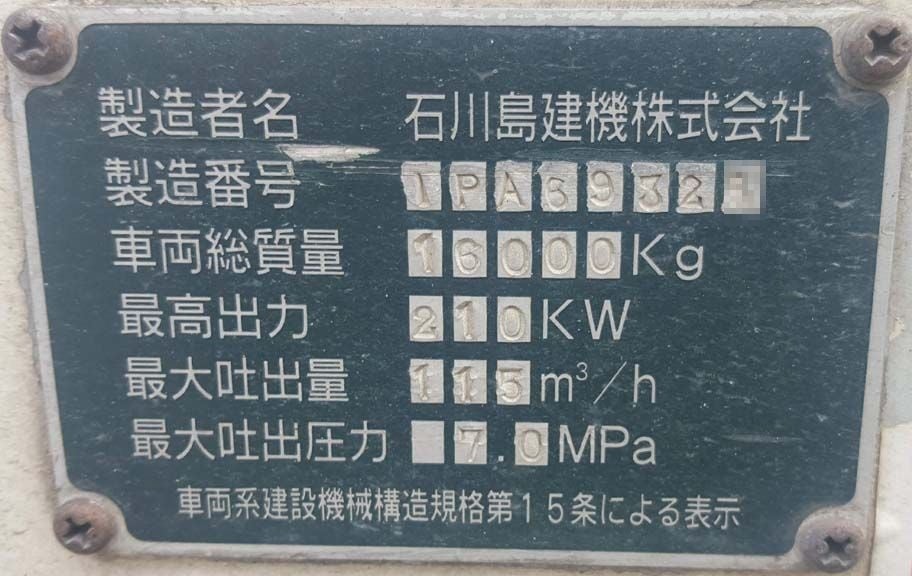 製造者名 石川島建機株式会社
製造番号 1PA6932
車両総質量 16000Kg
最高出力 210KW
最大吐出量 115m³/h
最大吐出圧力 7.0MPa
車両系建設機械構造規格第15条による表示